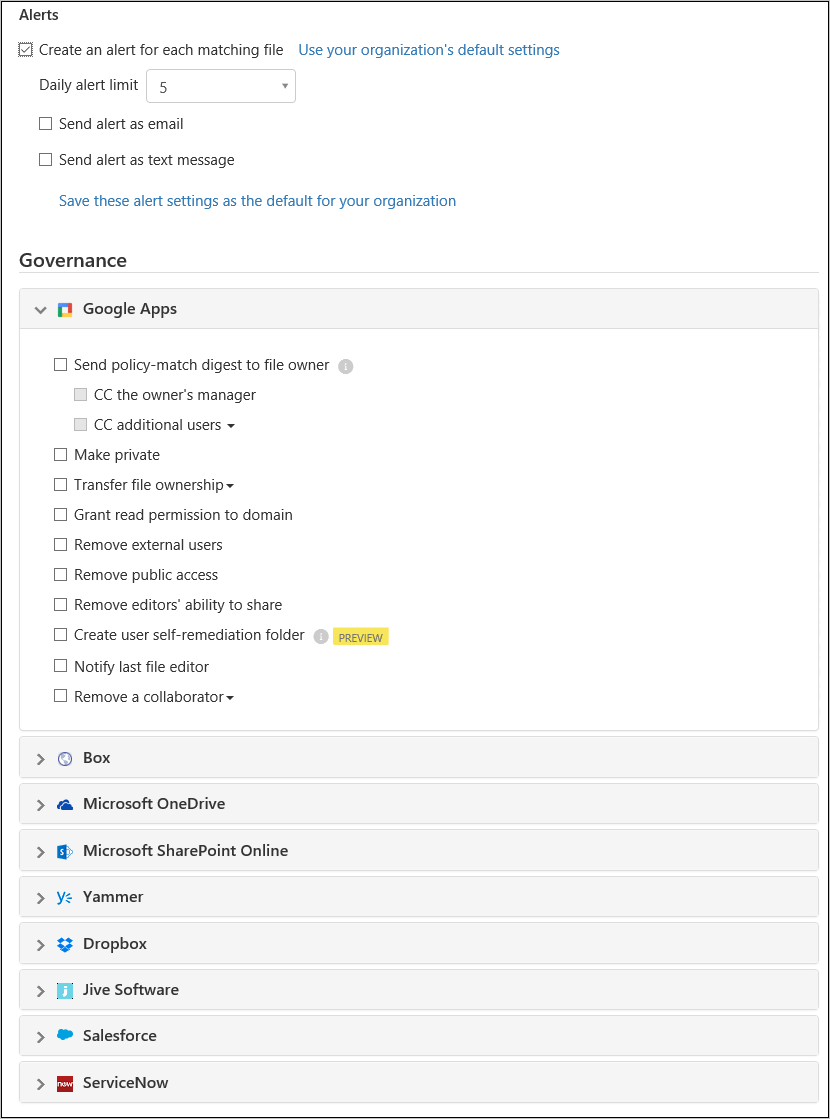 Alerts
Create an alert for each matching file Use your organization's default settings
Daily alert limit 5
Send alert as email
Send alert as text message
Save these alert settings as the default for your organization
Governance
Google Apps
Send policy-match digest to file owner i
CC the owner's manager
CC additional users
Make private
Transfer file ownership
Grant read permission to domain
Remove external users
Remove public access
Remove editors' ability to share
Create user self-remediation folder i PREVIEW
Notify last file editor
Remove a collaborator
Box
Microsoft OneDrive
S Microsoft SharePoint Online
Yammer
Dropbox
j Jive Software
Salesforce
now ServiceNow